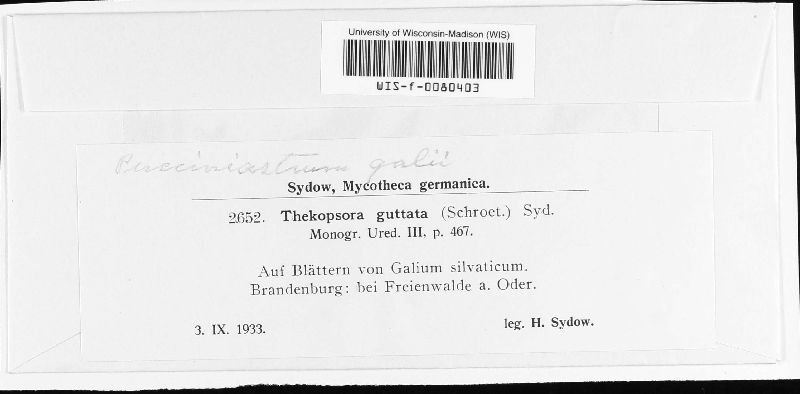 University of Wisconsin-Madison (WIS)
WIS-f-0080403
Pucciniastrum galii
Sydow, Mycotheca germanica.
2652. Thekopsora guttata (Schroet.) Syd.
Monogr. Ured. III, p. 467.
Auf Blättern von Galium silvaticum.
Brandenburg: bei Freienwalde a. Oder.
3. IX. 1933.
leg. H. Sydow.